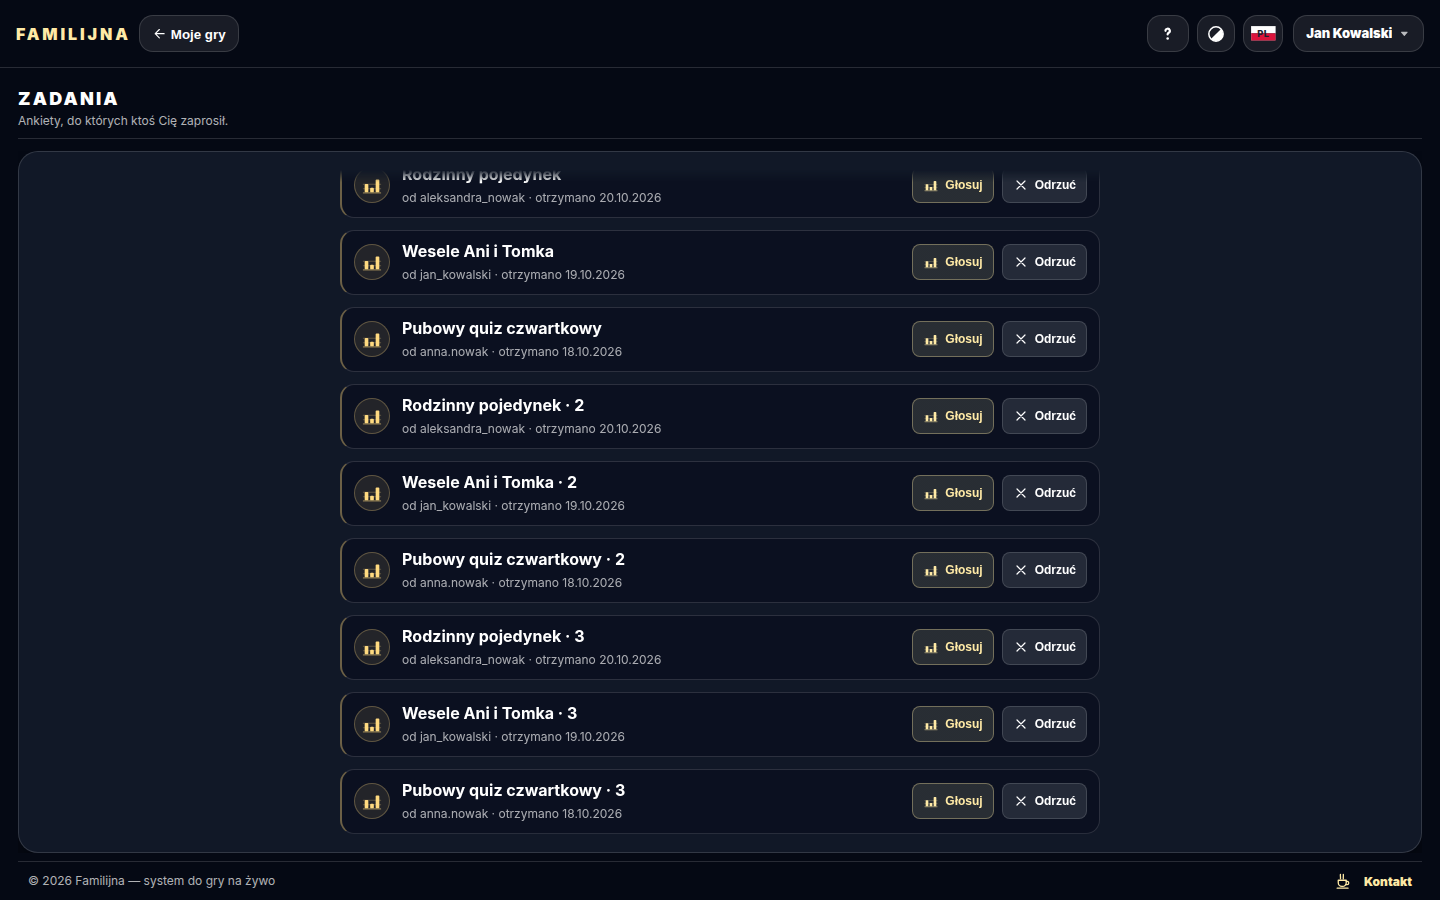 FAMILIJNA
← Moje gry
?
PL
Jan Kowalski
ZADANIA
Ankiety, do których ktoś Cię zaprosił.
Rodzinny pojedynek
od aleksandra_nowak · otrzymano 20.10.2026
Głosuj
Odrzuć
Wesele Ani i Tomka
od jan_kowalski · otrzymano 19.10.2026
Głosuj
Odrzuć
Pubowy quiz czwartkowy
od anna.nowak · otrzymano 18.10.2026
Głosuj
Odrzuć
Rodzinny pojedynek · 2
od aleksandra_nowak · otrzymano 20.10.2026
Głosuj
Odrzuć
Wesele Ani i Tomka · 2
od jan_kowalski · otrzymano 19.10.2026
Głosuj
Odrzuć
Pubowy quiz czwartkowy · 2
od anna.nowak · otrzymano 18.10.2026
Głosuj
Odrzuć
Rodzinny pojedynek · 3
od aleksandra_nowak · otrzymano 20.10.2026
Głosuj
Odrzuć
Wesele Ani i Tomka · 3
od jan_kowalski · otrzymano 19.10.2026
Głosuj
Odrzuć
Pubowy quiz czwartkowy · 3
od anna.nowak · otrzymano 18.10.2026
Głosuj
Odrzuć
© 2026 Familijna — system do gry na żywo
Kontakt